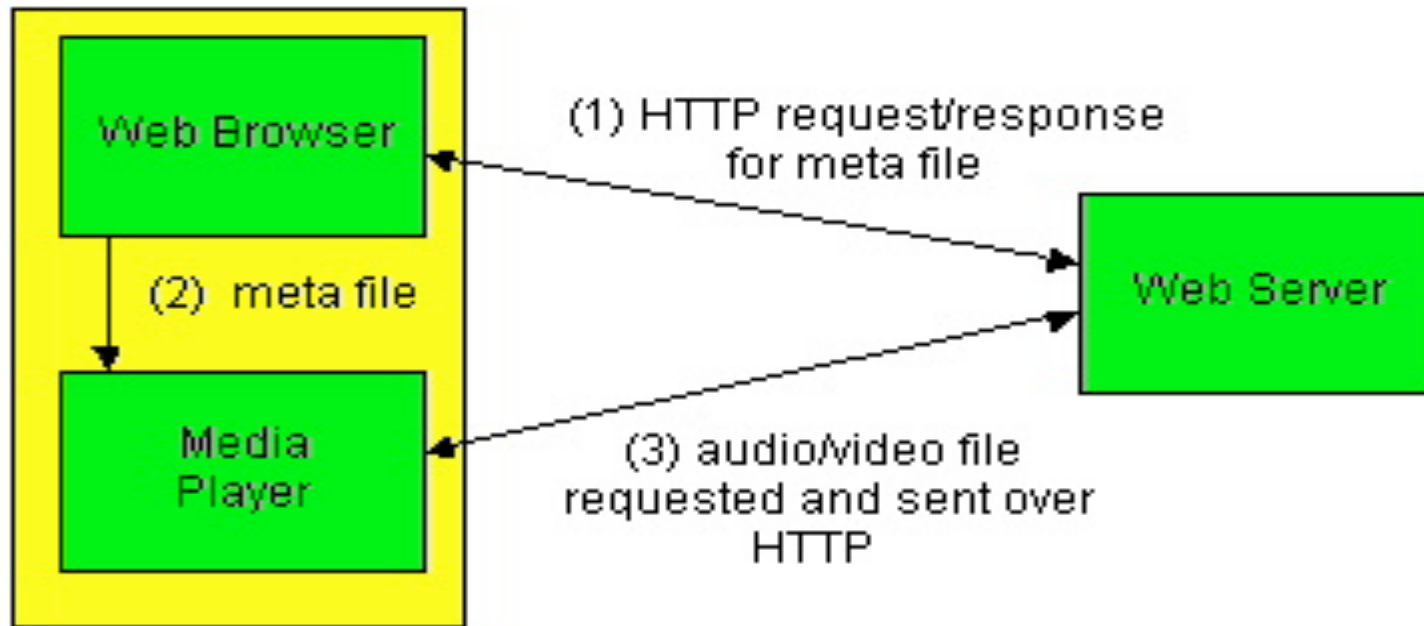 Web Browser
(1) HTTP request/response
for meta file
Web Server
(2) meta file
Media
Player
(3) audio/video file
requested and sent over
HTTP